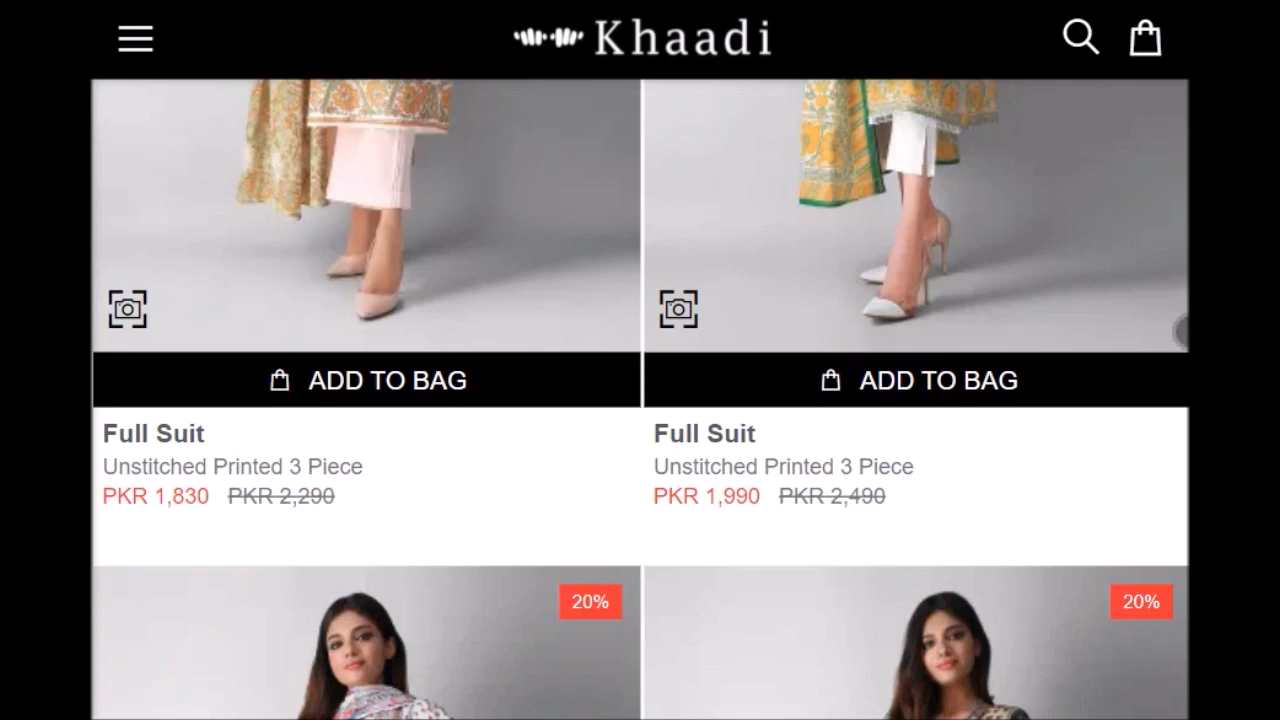 Khaadi
ADD TO BAG
Full Suit
Unstitched Printed 3 Piece
PKR 1,830 PKR 2,290
ADD TO BAG
Full Suit
Unstitched Printed 3 Piece
PKR 1,990 PKR 2,490
20%
20%